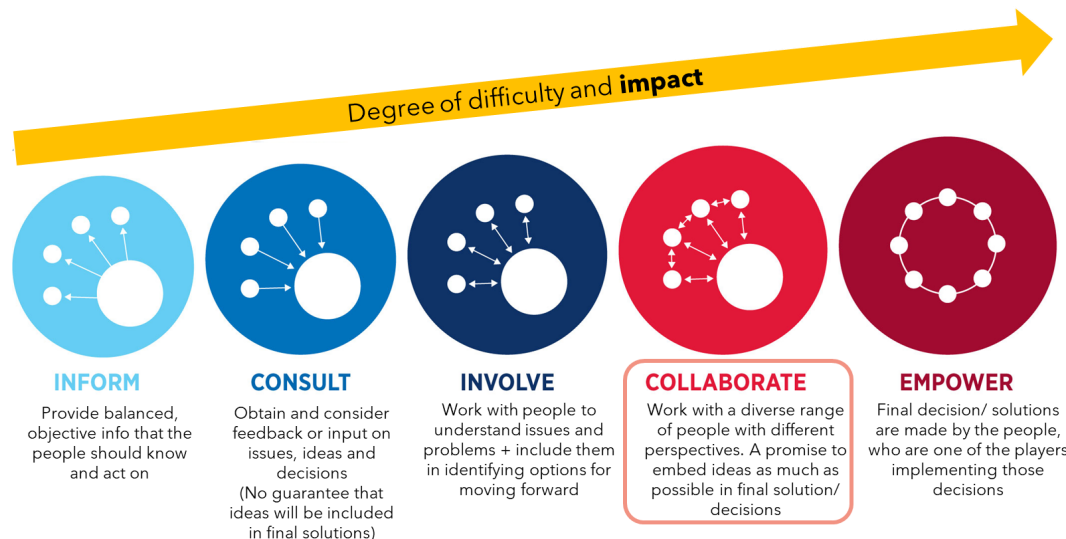 Degree of difficulty and impact
INFORM
Provide balanced,
objective info that the
people should know
and act on
CONSULT
Obtain and consider
feedback or input on
issues, ideas and
decisions
(No guarantee that
ideas will be included
in final solutions)
INVOLVE
Work with people to
understand issues and
problems + include them
in identifying options for
moving forward
COLLABORATE
Work with a diverse range
of people with different
perspectives. A promise to
embed ideas as much as
possible in final solution/
decisions
EMPOWER
Final decision/ solutions
are made by the people,
who are one of the players
implementing those
decisions